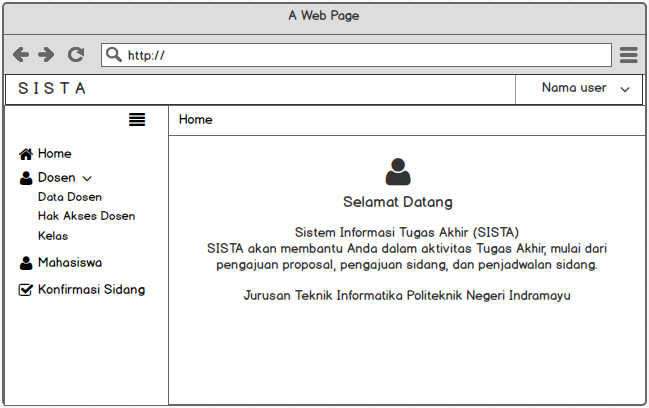 A Web Page
http://
S I S T A
Nama user
Home
Home
Dosen
Data Dosen
Hak Akses Dosen
Kelas
Mahasiswa
Konfirmasi Sidang
Selamat Datang
Sistem Informasi Tugas Akhir (SISTA)
SISTA akan membantu Anda dalam aktivitas Tugas Akhir, mulai dari
pengajuan proposal, pengajuan sidang, dan penjadwalan sidang.
Jurusan Teknik Informatika Politeknik Negeri Indramayu